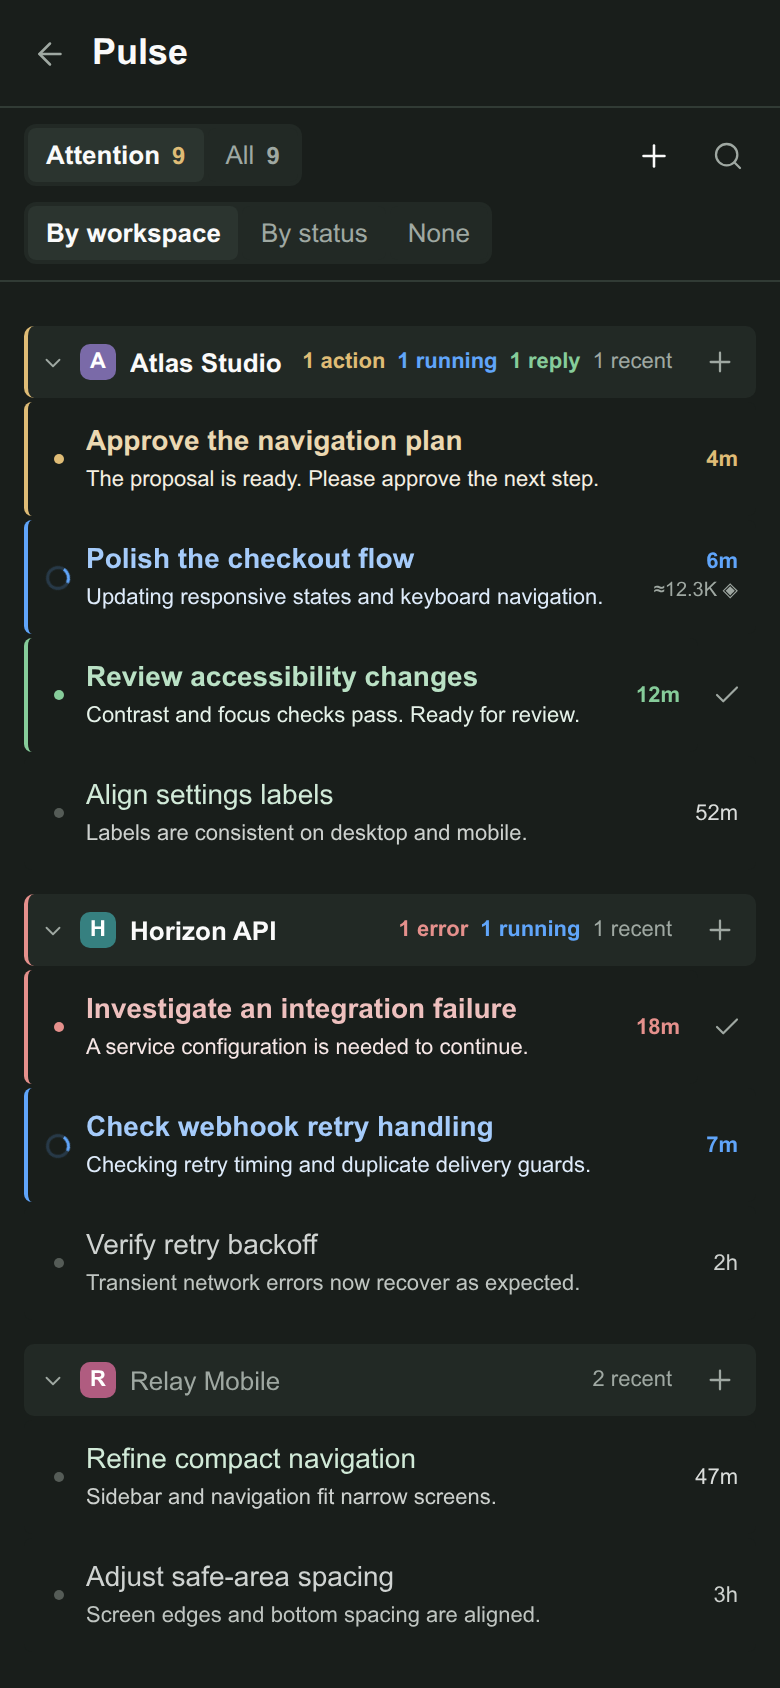 Pulse
Attention 9 All 9
By workspace By status None
A Atlas Studio 1 action 1 running 1 reply 1 recent
Approve the navigation plan
4m
The proposal is ready. Please approve the next step.
Polish the checkout flow
6m
Updating responsive states and keyboard navigation.
≈12.3K ◈
Review accessibility changes
12m
Contrast and focus checks pass. Ready for review.
Align settings labels
52m
Labels are consistent on desktop and mobile.
H Horizon API 1 error 1 running 1 recent
Investigate an integration failure
18m
A service configuration is needed to continue.
Check webhook retry handling
7m
Checking retry timing and duplicate delivery guards.
Verify retry backoff
2h
Transient network errors now recover as expected.
R Relay Mobile 2 recent
Refine compact navigation
47m
Sidebar and navigation fit narrow screens.
Adjust safe-area spacing
3h
Screen edges and bottom spacing are aligned.